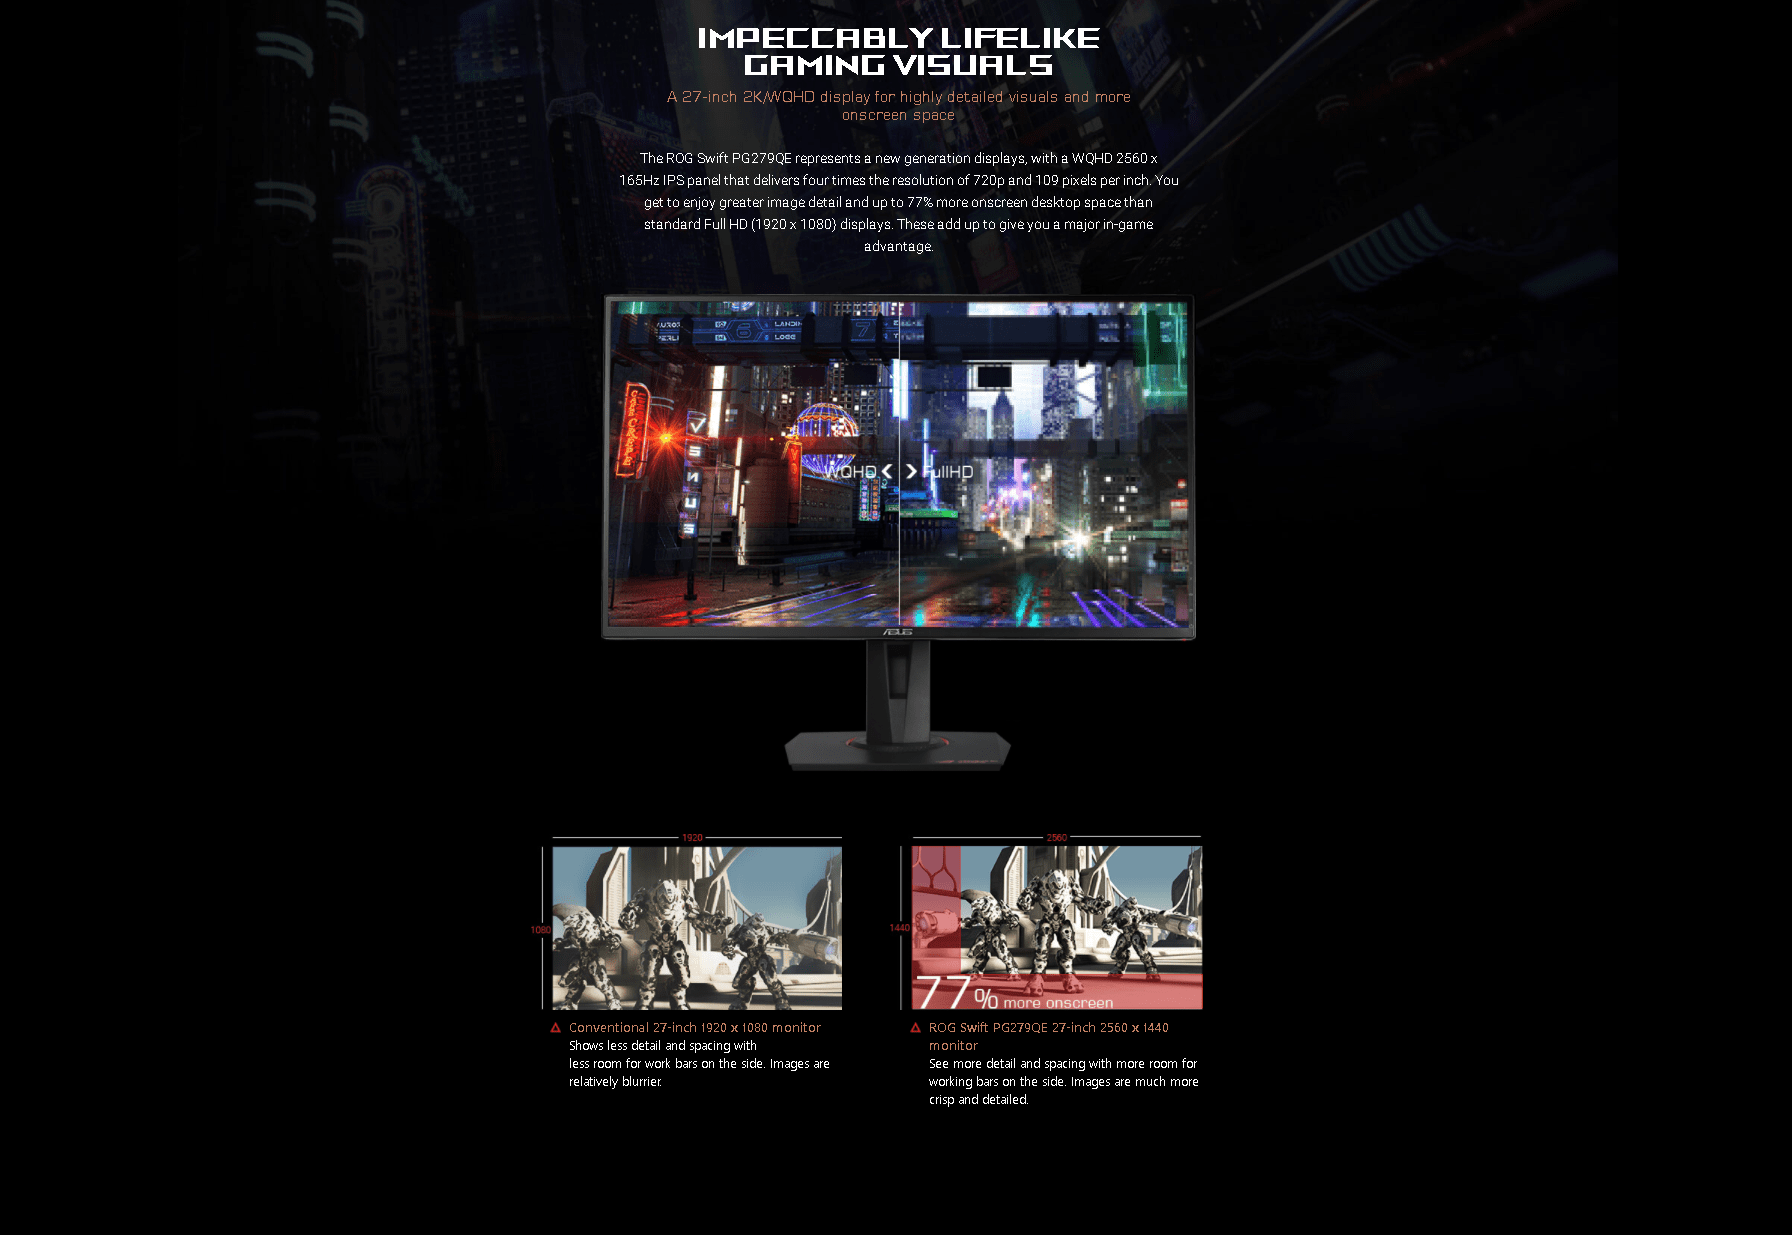 IMPECCABLY LIFELIKE
GAMING VISUALS
A 27-inch 2K/WQHD display for highly detailed visuals and more
onscreen space
The ROG Swift PG279QE represents a new generation displays, with a WQHD 2560 x
165Hz IPS panel that delivers four times the resolution of 720p and 109 pixels per inch. You
get to enjoy greater image detail and up to 77% more onscreen desktop space than
standard Full HD (1920 x 1080) displays. These add up to give you a major in-game
advantage.
6
LANDIN
LOGG
7
VSNUS
WQHD
FullHD
ASUS
1920
1080
2560
1440
77% more onscreen
Conventional 27-inch 1920 x 1080 monitor
Shows less detail and spacing with
less room for work bars on the side. Images are
relatively blurrier.
ROG Swift PG279QE 27-inch 2560 x 1440
monitor
See more detail and spacing with more room for
working bars on the side. Images are much more
crisp and detailed.